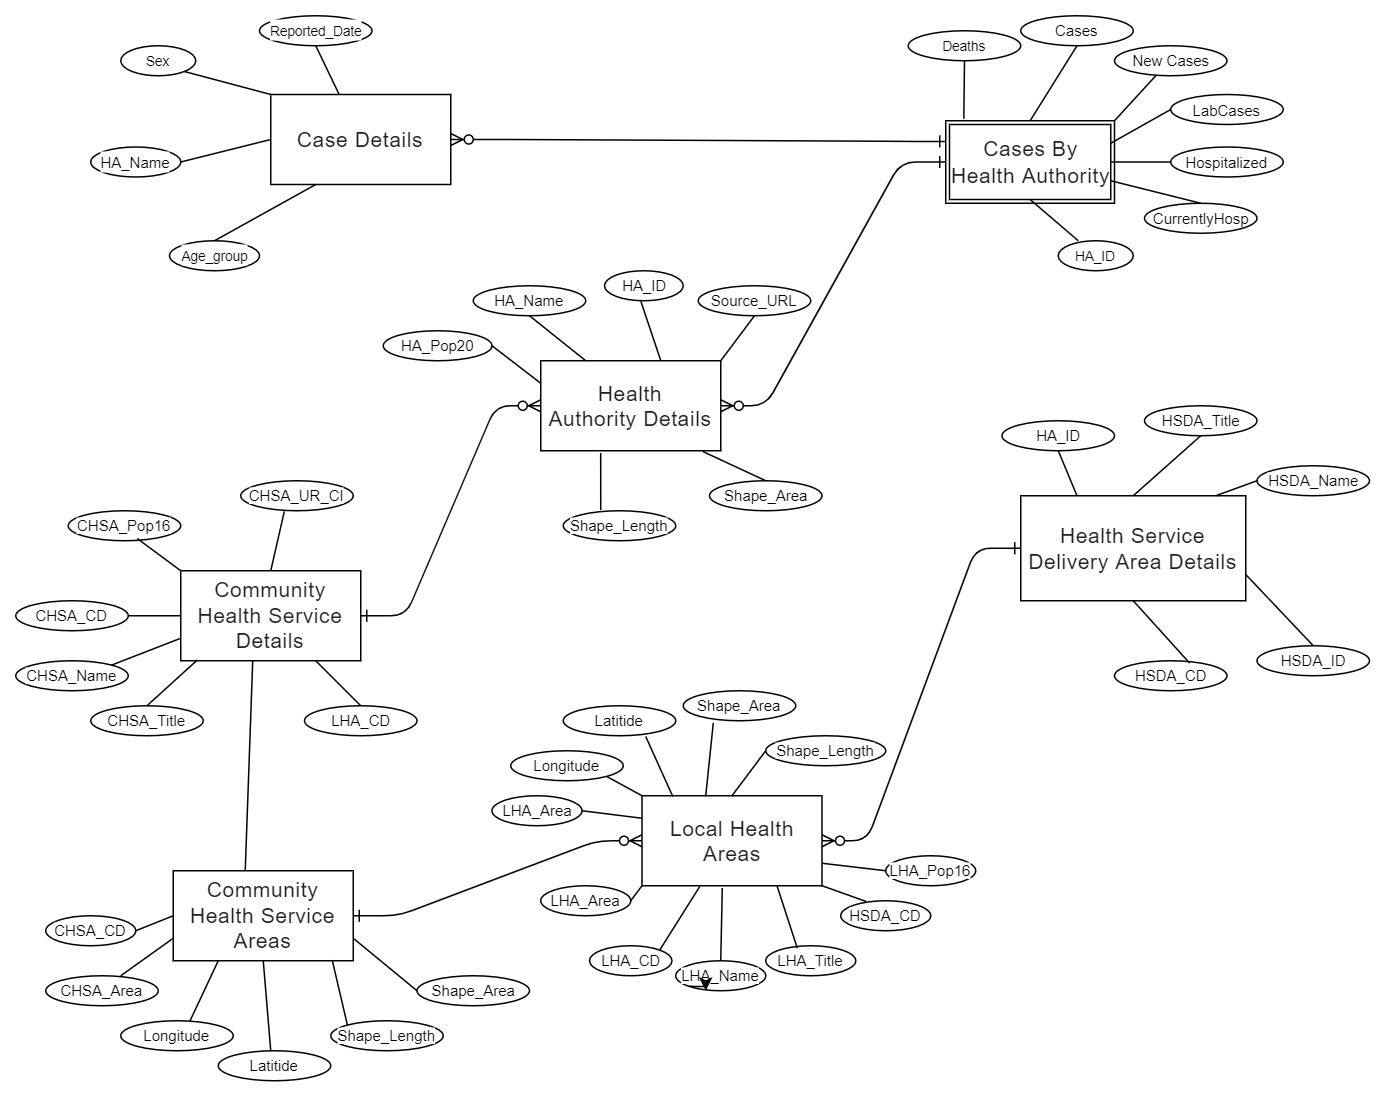 Reported_Date
Sex
Case Details
HA_Name
Age_group
Deaths
Cases
New Cases
LabCases
Cases By
Health Authority
Hospitalized
CurrentlyHosp
HA_ID
HA_Pop20
HA_Name
HA_ID
Source_URL
Health
Authority Details
Shape_Area
Shape_Length
HA_ID
HSDA_Title
HSDA_Name
Health Service
Delivery Area Details
HSDA_CD
HSDA_ID
CHSA_UR_Cl
CHSA_Pop16
Community
Health Service
Details
CHSA_CD
CHSA_Name
CHSA_Title
LHA_CD
Latitide
Shape_Area
Shape_Length
Longitude
LHA_Area
Local Health
Areas
LHA_Pop16
LHA_Area
HSDA_CD
LHA_CD
LHA_Name
LHA_Title
Community
Health Service
Areas
CHSA_CD
CHSA_Area
Longitude
Latitide
Shape_Length
Shape_Area